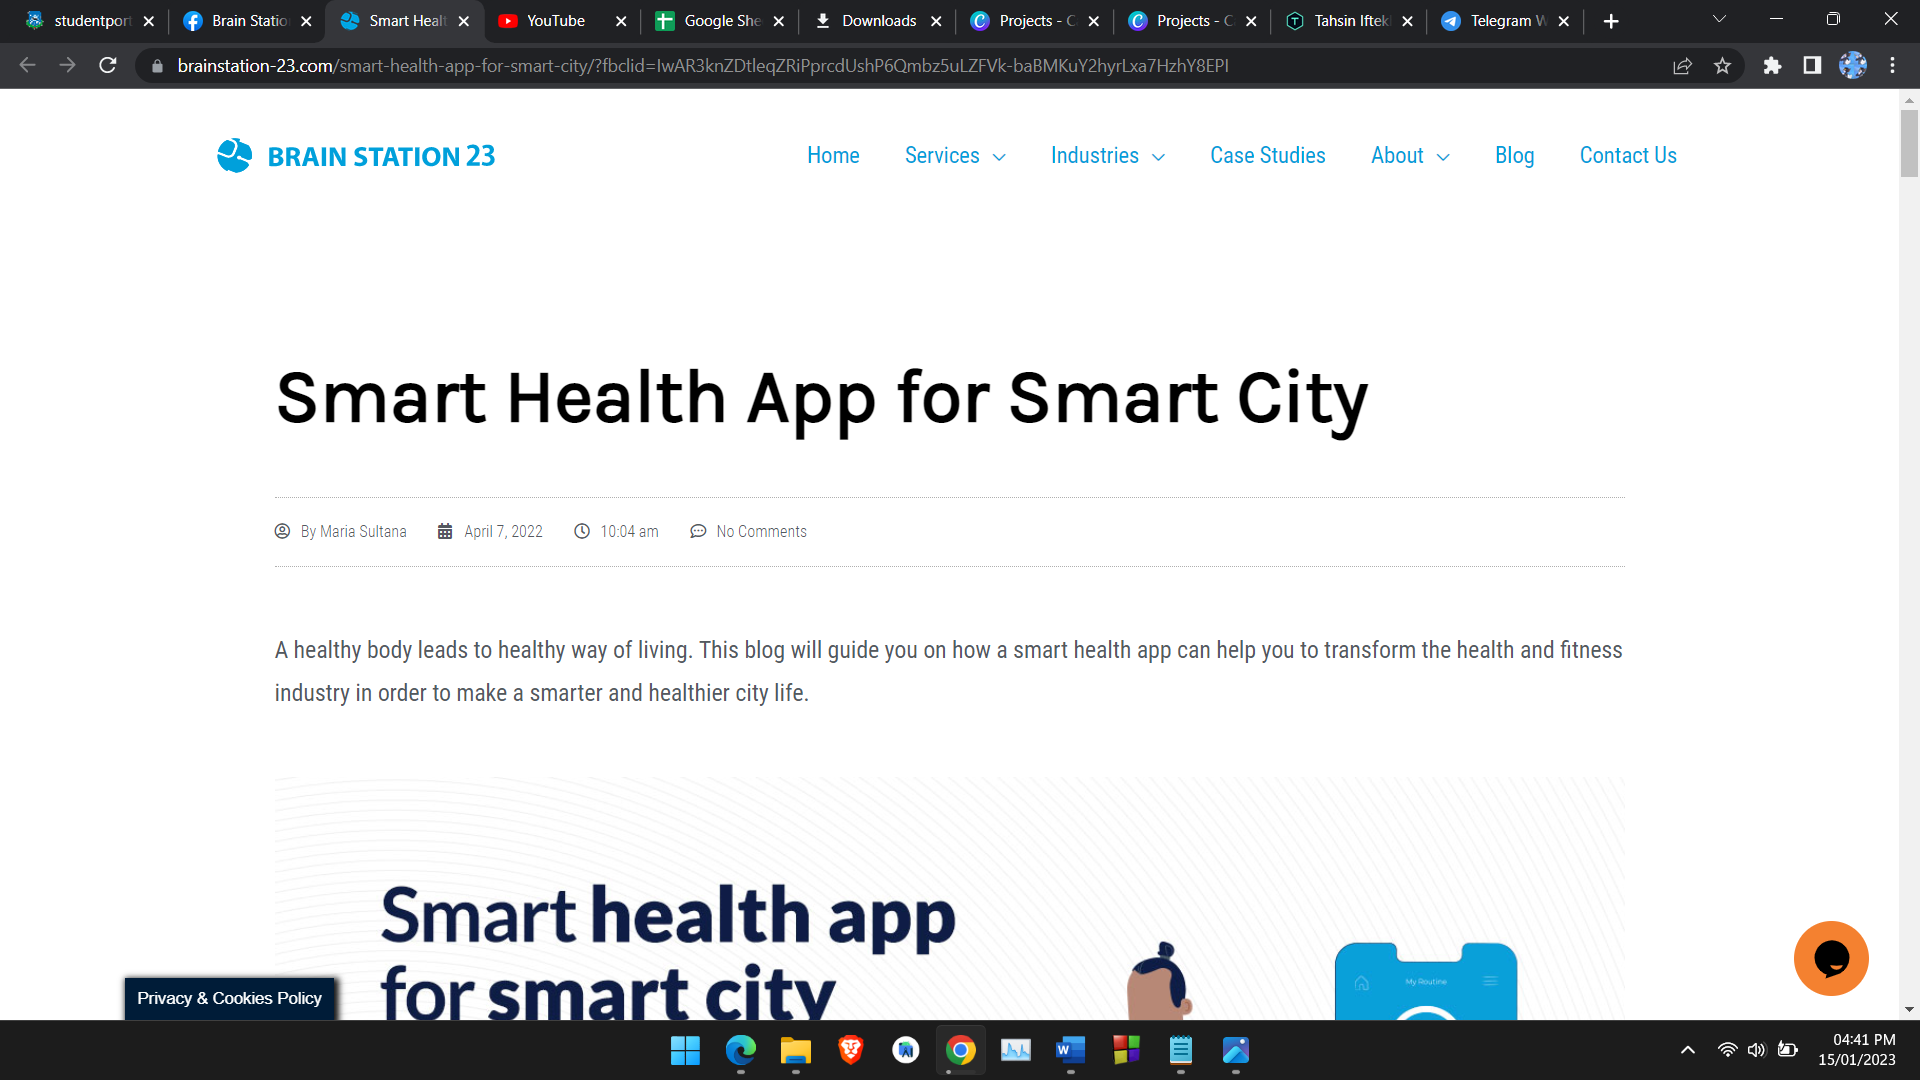 studentport
Brain Statio
Smart Healt
YouTube
Google She
Downloads
Projects - C
Projects - C
Tahsin Iftek
Telegram W
brainstation-23.com/smart-health-app-for-smart-city/?fbclid=IwAR3knZDtleqZRiPprcdUshP6Qmbz5uLZFVk-baBMKuY2hyrLxa7HzhY8EPI
BRAIN STATION 23
Home Services Industries Case Studies About Blog Contact Us
Smart Health App for Smart City
By Maria Sultana April 7, 2022 10:04 am No Comments
A healthy body leads to healthy way of living. This blog will guide you on how a smart health app can help you to transform the health and fitness
industry in order to make a smarter and healthier city life.
Smart health app
for smart city
My Routine
Privacy & Cookies Policy
04:41 PM
15/01/2023